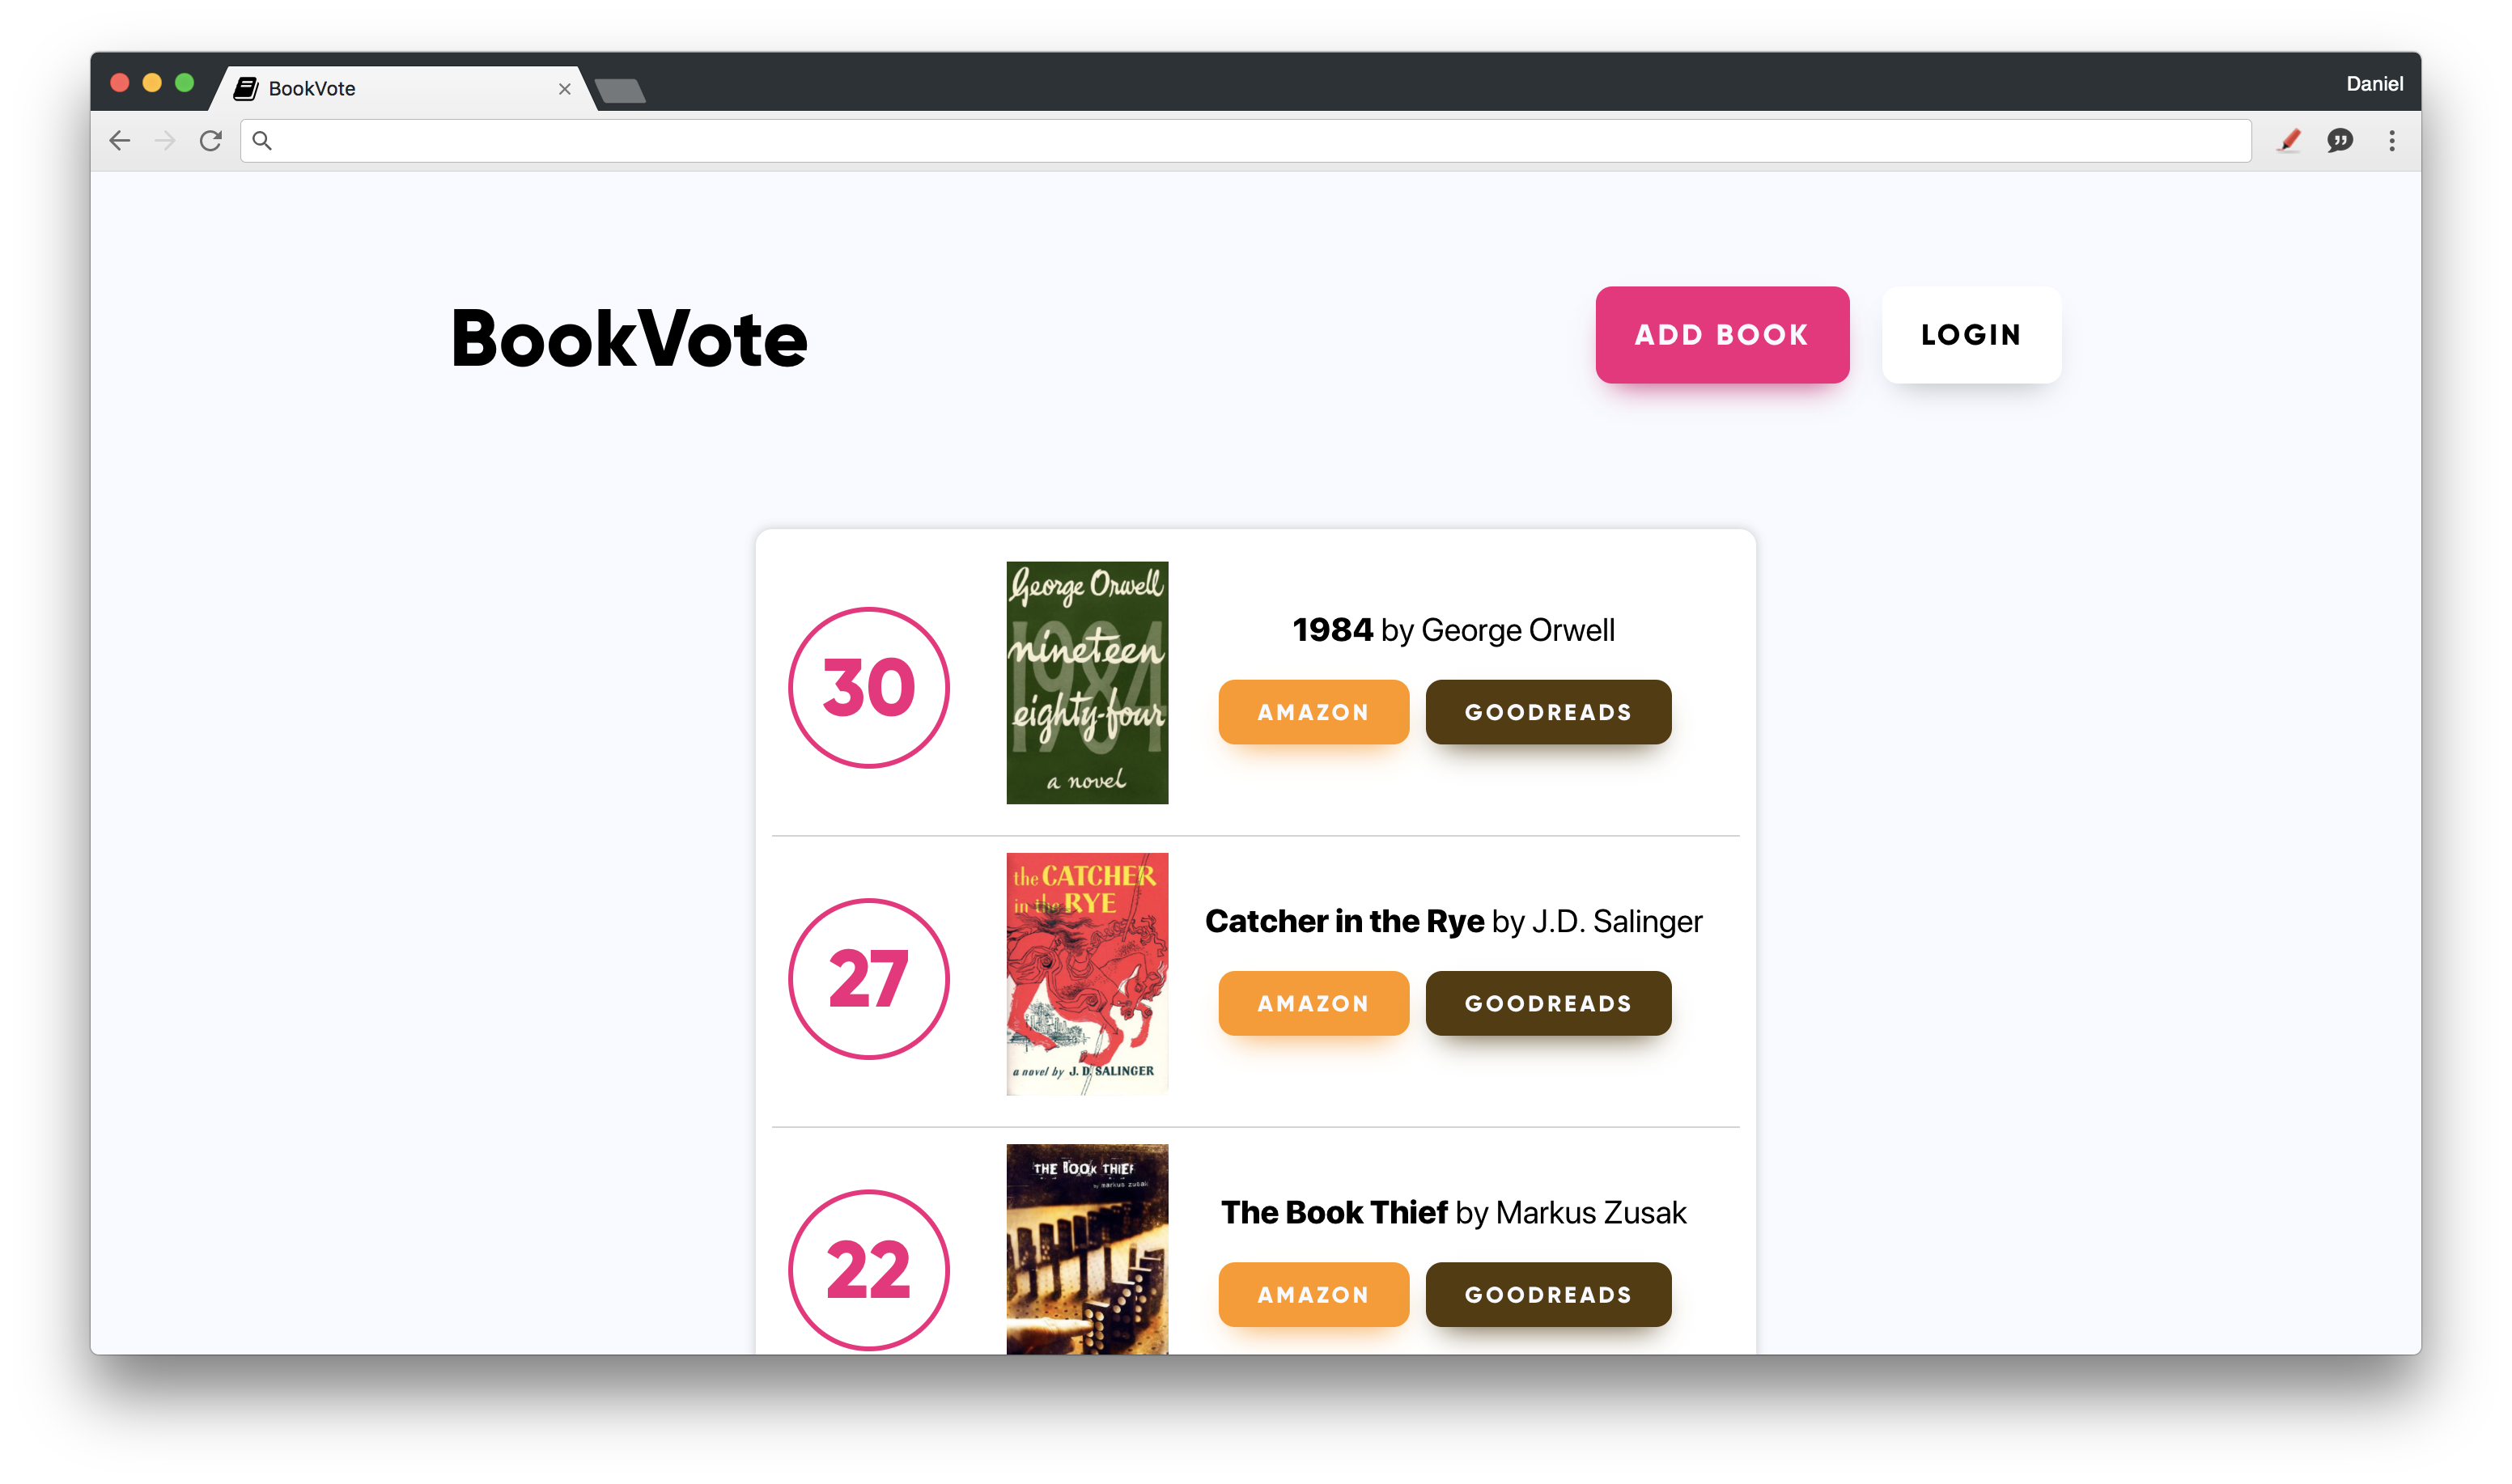 BookVote
Daniel
BookVote
ADD BOOK
LOGIN
30
George Orwell
1984
nineteen
eighty-four
a novel
1984 by George Orwell
AMAZON
GOODREADS
27
the CATCHER
in the RYE
a novel by J. D. SALINGER
Catcher in the Rye by J.D. Salinger
AMAZON
GOODREADS
22
THE BOOK THIEF
by markus zusak
The Book Thief by Markus Zusak
AMAZON
GOODREADS